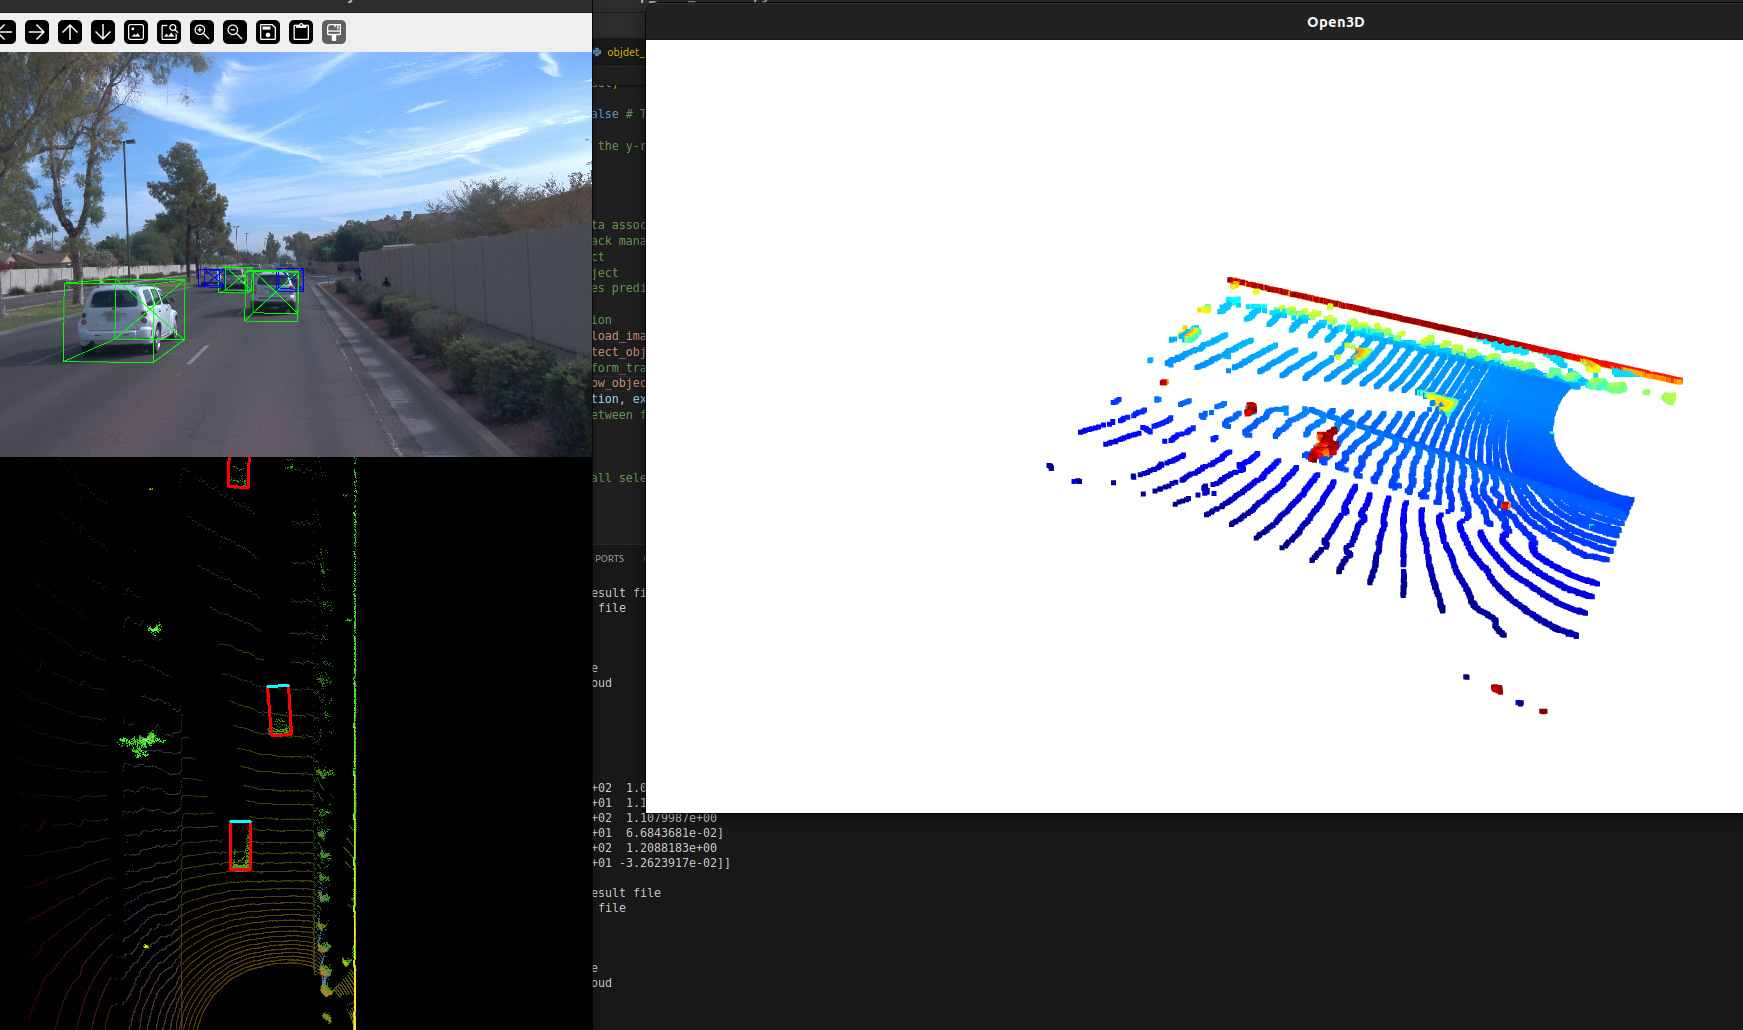 Open3D
objdet_
alse # T
the y-r
ta assoc
ack mana
ct
ject
es predi
ion
load_ima
tect_obj
form_tra
ow_objec
tion, ex
etween f
all sele
PORTS
esult fi
file
e
oud
+02 1.0
+01 1.1
+02 1.1079987e+00
+01 6.6843681e-02]
+02 1.2088183e+00
+01 -3.2623917e-02]]
esult file
file
e
oud